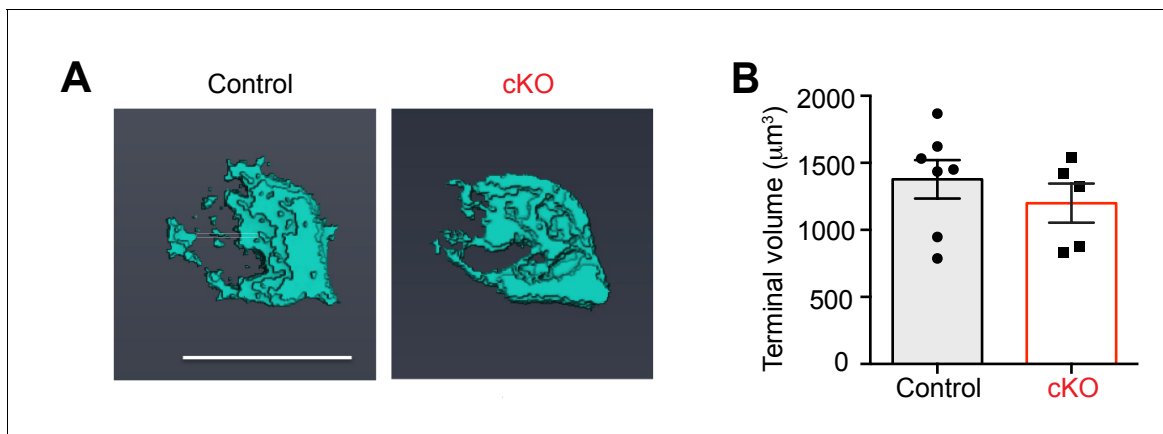 A
Control
cKO
B
Terminal volume (μm³)
2000
1500
1000
500
0
Control
cKO